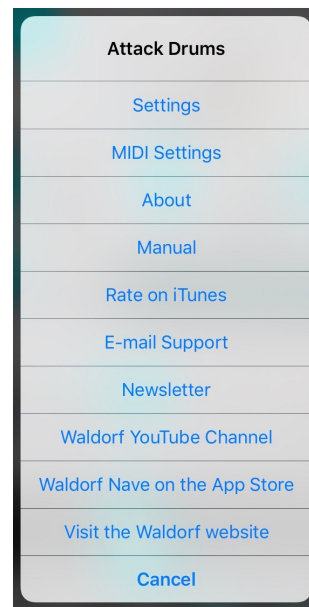 Attack Drums
Settings
MIDI Settings
About
Manual
Rate on iTunes
E-mail Support
Newsletter
Waldorf YouTube Channel
Waldorf Nave on the App Store
Visit the Waldorf website
Cancel